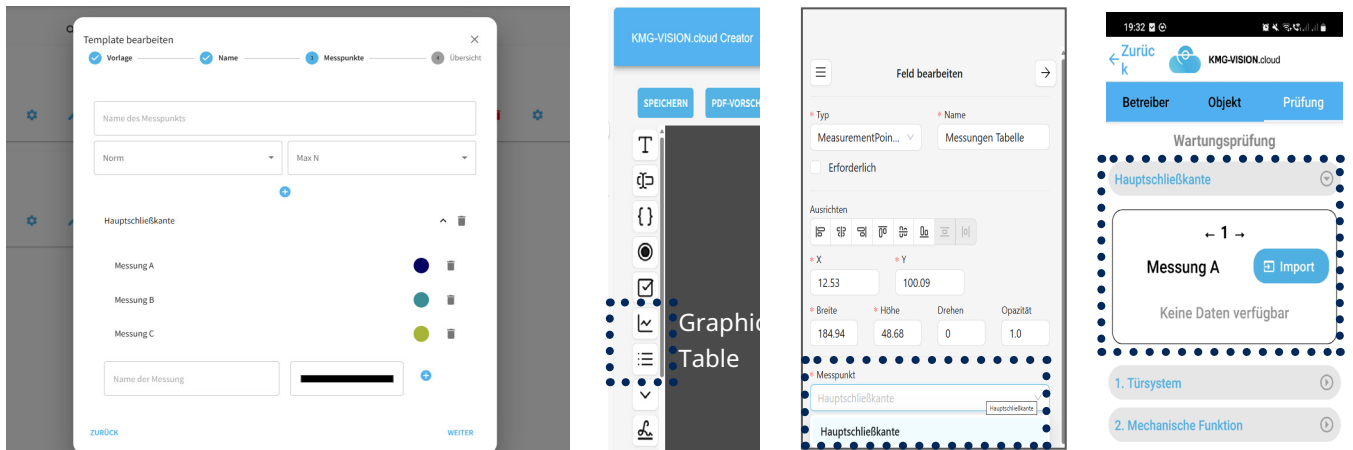 Template bearbeiten
Vorlage
Name
3 Messpunkte
4 Übersicht
Name des Messpunkts
Norm
Max N
Hauptschließkante
Messung A
Messung B
Messung C
Name der Messung
ZURÜCK
WEITER
KMG-VISION.cloud Creator
SPEICHERN
PDF-VORSCH
Graphic
Table
Feld bearbeiten
* Typ
* Name
MeasurementPoin...
Messungen Tabelle
Erforderlich
Ausrichten
* X
* Y
12.53
100.09
* Breite
* Höhe
Drehen
Opazität
184.94
48.68
0
1.0
* Messpunkt
Hauptschließkante
Hauptschließkante
Hauptschließkante
19:32
Zurüc
k
KMG-VISION.cloud
Betreiber
Objekt
Prüfung
Wartungsprüfung
Hauptschließkante
← 1 →
Messung A
Import
Keine Daten verfügbar
1. Türsystem
2. Mechanische Funktion